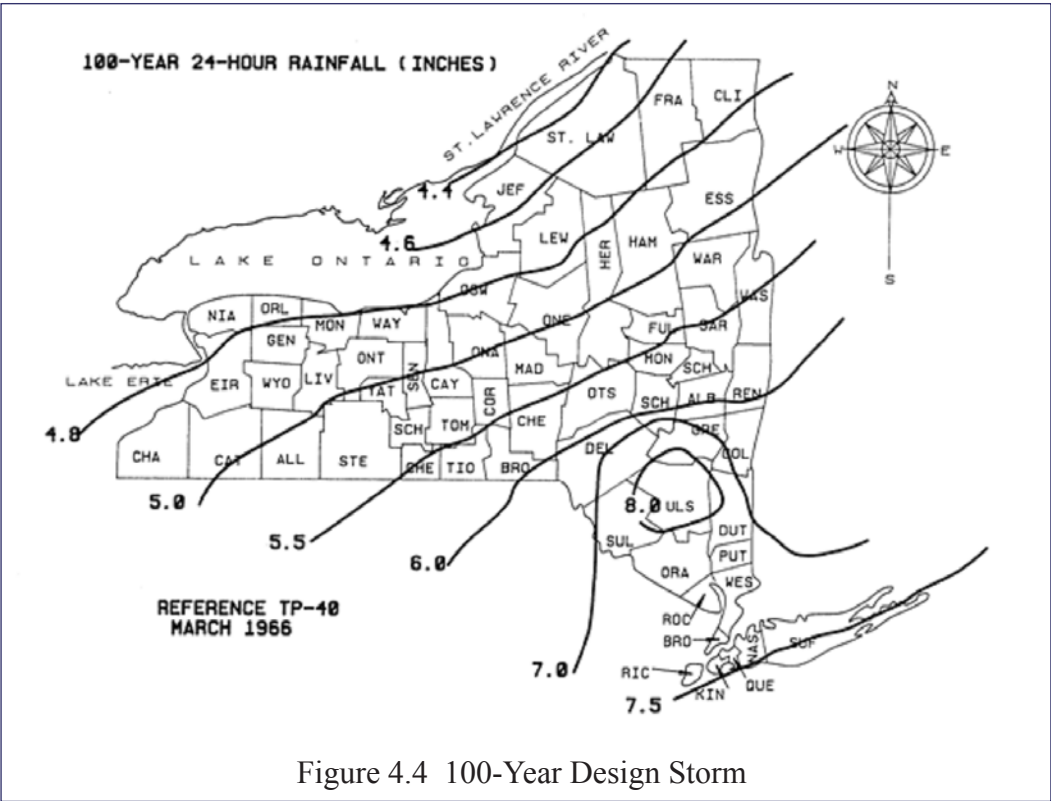 100-YEAR 24-HOUR RAINFALL (INCHES)
ST. LAWRENCE RIVER
N
W E
S
FRA CLI
ST. LAW
4.4 JEF
ESS
4.6
LEW HER HAM
LAKE ONTARIO
WAR
OSW
WAS
NIA ORL MON WAY
ONE
FUL SAR
GEN
ONT ONA
MON SCH
MAD
LAKE ERIE
EIR WYO LIV YAT SEN CAY
COR OTS SCH ALB REN
4.8
SCH TOM CHE
GRE
CHA CAT ALL STE CHE TIO BRO DEL COL
5.0
8.0 ULS
5.5
SUL DUT
6.0
PUT
ORA WES
REFERENCE TP-40
MARCH 1966
ROC
BRO
NAS SUF
7.0 RIC
KIN QUE
7.5
Figure 4.4 100-Year Design Storm